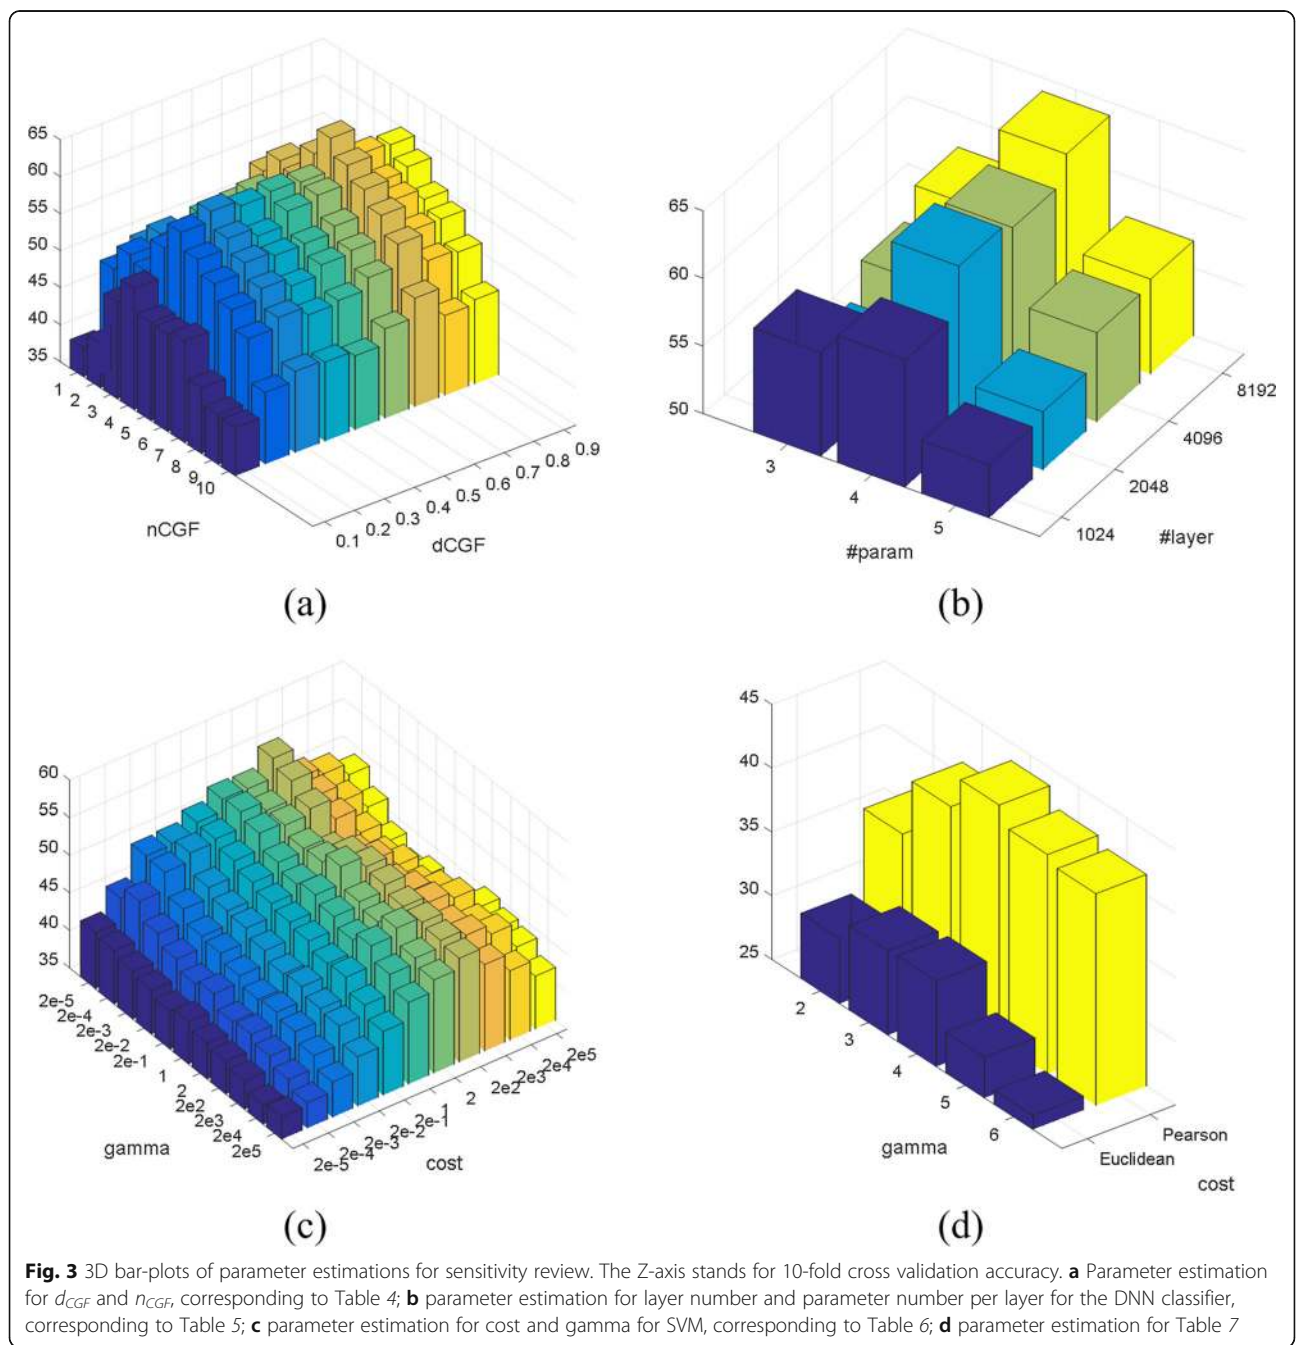 65
60
55
50
45
40
35
1
2
3
4
5
6
7
8
9
10
nCGF
0.1
0.2
0.3
0.4
0.5
0.6
0.7
0.8
0.9
dCGF
(a)
65
60
55
50
3
4
5
#param
1024
2048
4096
8192
#layer
(b)
60
55
50
45
40
35
2e-5
2e-4
2e-3
2e-2
2e-1
1
2
2e2
2e3
2e4
2e5
gamma
2e-5
2e-4
2e-3
2e-2
2e-1
1
2
2e2
2e3
2e4
2e5
cost
(c)
45
40
35
30
25
2
3
4
5
6
gamma
Euclidean
Pearson
cost
(d)
Fig. 3 3D bar-plots of parameter estimations for sensitivity review. The Z-axis stands for 10-fold cross validation accuracy. a Parameter estimation
for dCGF and nCGF, corresponding to Table 4; b parameter estimation for layer number and parameter number per layer for the DNN classifier,
corresponding to Table 5; c parameter estimation for cost and gamma for SVM, corresponding to Table 6; d parameter estimation for Table 7